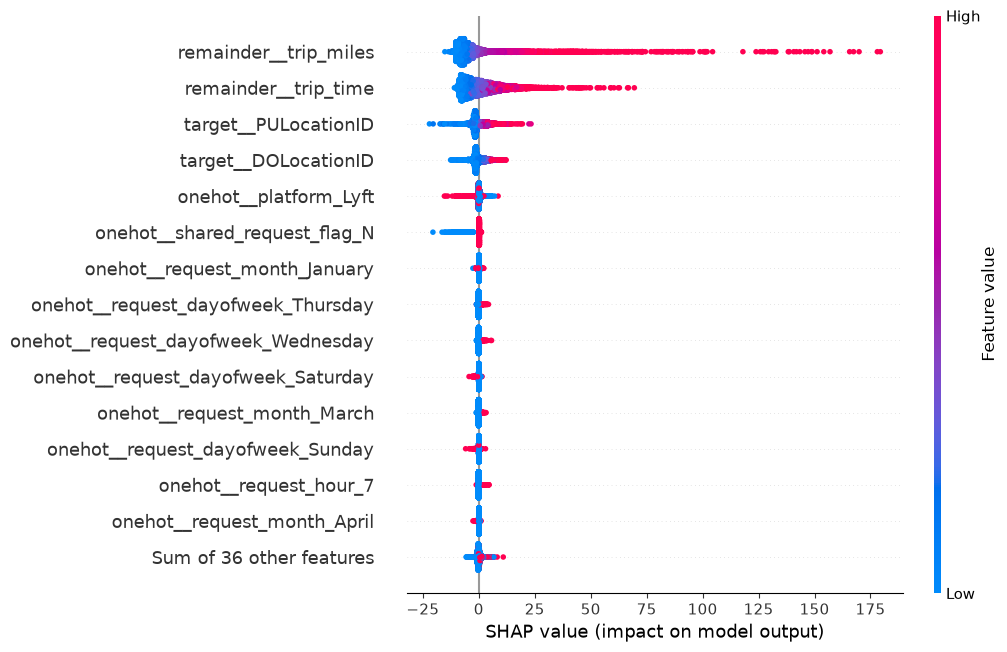 High
remainder__trip_miles
remainder__trip_time
target__PULocationID
target__DOLocationID
onehot__platform_Lyft
onehot__shared_request_flag_N
onehot__request_month_January
onehot__request_dayofweek_Thursday
onehot__request_dayofweek_Wednesday
onehot__request_dayofweek_Saturday
onehot__request_month_March
onehot__request_dayofweek_Sunday
onehot__request_hour_7
onehot__request_month_April
Sum of 36 other features
Feature value
Low
−25 0 25 50 75 100 125 150 175
SHAP value (impact on model output)